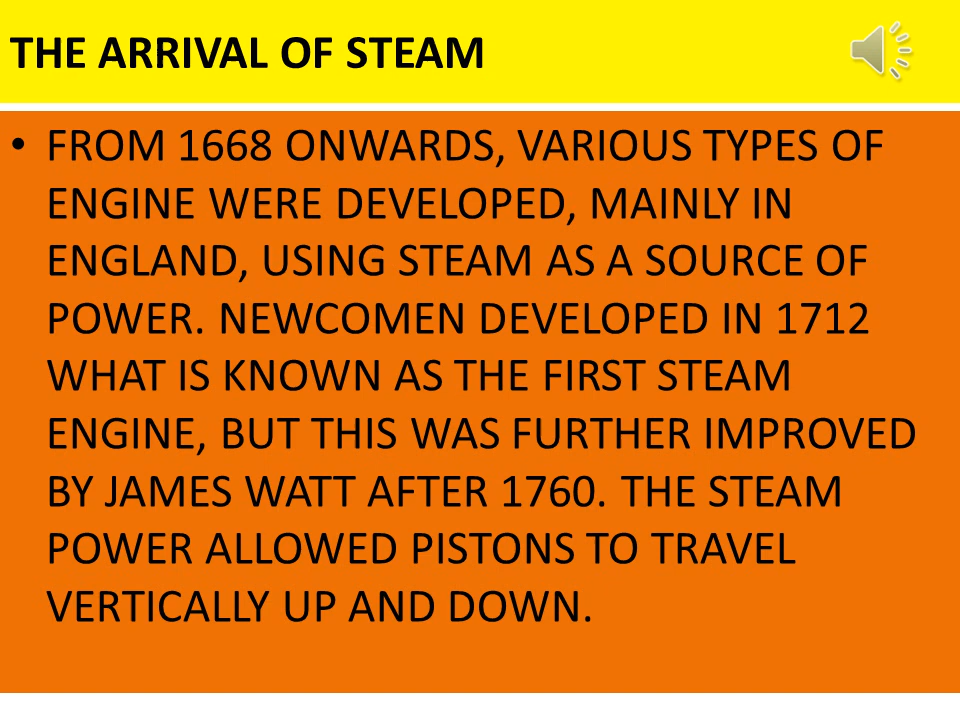 THE ARRIVAL OF STEAM
• FROM 1668 ONWARDS, VARIOUS TYPES OF
ENGINE WERE DEVELOPED, MAINLY IN
ENGLAND, USING STEAM AS A SOURCE OF
POWER. NEWCOMEN DEVELOPED IN 1712
WHAT IS KNOWN AS THE FIRST STEAM
ENGINE, BUT THIS WAS FURTHER IMPROVED
BY JAMES WATT AFTER 1760. THE STEAM
POWER ALLOWED PISTONS TO TRAVEL
VERTICALLY UP AND DOWN.